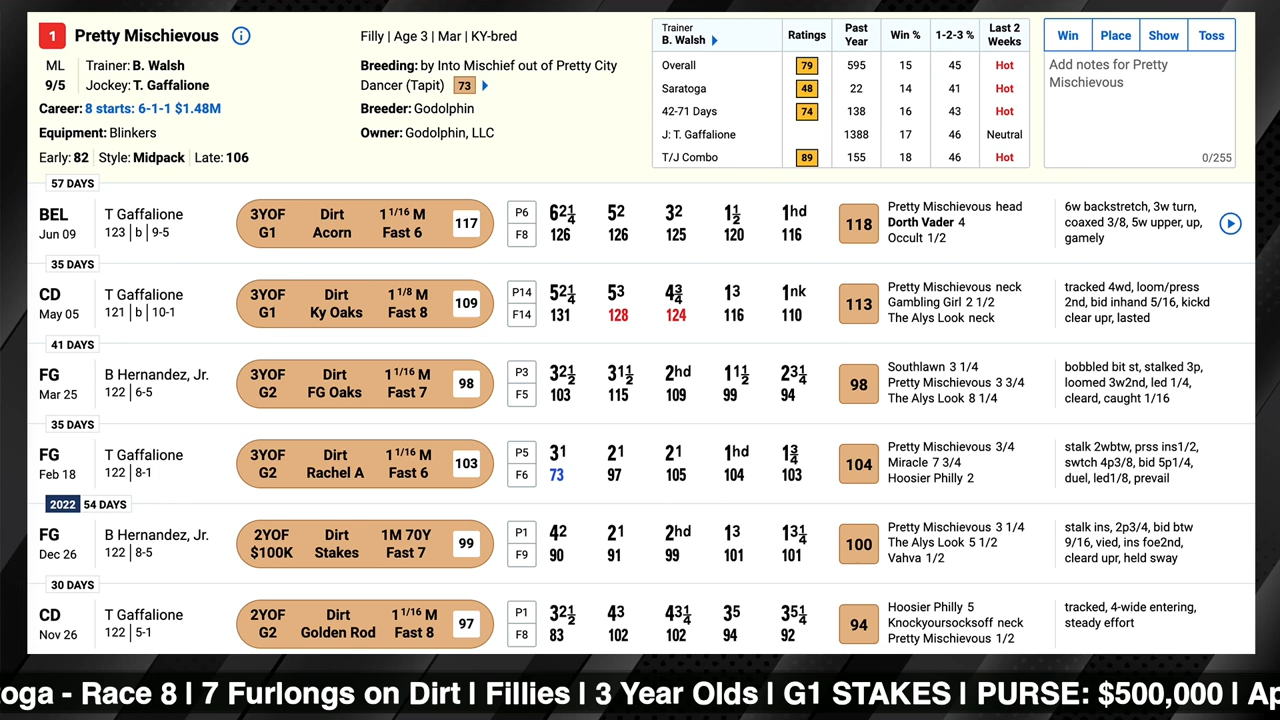 1 Pretty Mischievous
ML Trainer: B. Walsh
9/5 Jockey: T. Gaffalione
Career: 8 starts: 6-1-1 $1.48M
Equipment: Blinkers
Early: 82 | Style: Midpack | Late: 106
Filly | Age 3 | Mar | KY-bred
Breeding: by Into Mischief out of Pretty City
Dancer (Tapit) 73
Breeder: Godolphin
Owner: Godolphin, LLC
Trainer
B. Walsh Ratings Past Year Win % 1-2-3 % Last 2 Weeks
Overall 79 595 15 45 Hot
Saratoga 48 22 14 41 Hot
42-71 Days 74 138 16 43 Hot
J: T. Gaffalione 1388 17 46 Neutral
T/J Combo 89 155 18 46 Hot
Win Place Show Toss
Add notes for Pretty
Mischievous
0/255
57 DAYS
BEL T Gaffalione 3YOF Dirt 1 1/16 M 117 P6 6 2 1/4 5 2 3 2 1 1/2 1 hd 118 Pretty Mischievous head 6w backstretch, 3w turn,
Jun 09 123 | b | 9-5 G1 Acorn Fast 6 F8 126 126 125 120 116 Dorth Vader 4 coaxed 3/8, 5w upper, up,
Occult 1/2 gamely
35 DAYS
CD T Gaffalione 3YOF Dirt 1 1/8 M 109 P14 5 2 1/4 5 3 4 3/4 1 3 1 nk 113 Pretty Mischievous neck tracked 4wd, loom/press
May 05 121 | b | 10-1 G1 Ky Oaks Fast 8 F14 131 128 124 116 110 Gambling Girl 2 1/2 2nd, bid inhand 5/16, kickd
The Alys Look neck clear upr, lasted
41 DAYS
FG B Hernandez, Jr. 3YOF Dirt 1 1/16 M 98 P3 3 2 1/2 3 1 1/2 2 hd 1 1 1/2 2 3 1/4 98 Southlawn 3 1/4 bobbled bit st, stalked 3p,
Mar 25 122 | 6-5 G2 FG Oaks Fast 7 F5 103 115 109 99 94 Pretty Mischievous 3 3/4 loomed 3w2nd, led 1/4,
The Alys Look 8 1/4 cleard, caught 1/16
35 DAYS
FG T Gaffalione 3YOF Dirt 1 1/16 M 103 P5 3 1 2 1 2 1 1 hd 1 3/4 104 Pretty Mischievous 3/4 stalk 2wbtw, prss ins1/2,
Feb 18 122 | 8-1 G2 Rachel A Fast 6 F6 73 97 105 104 103 Miracle 7 3/4 swtch 4p3/8, bid 5p1/4,
Hoosier Philly 2 duel, led1/8, prevail
2022 54 DAYS
FG B Hernandez, Jr. 2YOF Dirt 1M 70Y 99 P1 4 2 2 1 2 hd 1 3 1 3 1/4 100 Pretty Mischievous 3 1/4 stalk ins, 2p3/4, bid btw
Dec 26 122 | 8-5 $100K Stakes Fast 7 F9 90 91 99 101 101 The Alys Look 5 1/2 9/16, vied, ins foe2nd,
Vahva 1/2 cleard upr, held sway
30 DAYS
CD T Gaffalione 2YOF Dirt 1 1/16 M 97 P1 3 2 1/2 4 3 4 3 1/4 3 5 3 5 1/4 94 Hoosier Philly 5 tracked, 4-wide entering,
Nov 26 122 | 5-1 G2 Golden Rod Fast 8 F8 83 102 102 94 92 Knockyoursocksoff neck steady effort
Pretty Mischievous 1/2
toga - Race 8 | 7 Furlongs on Dirt | Fillies | 3 Year Olds | G1 STAKES | PURSE: $500,000 | Ap